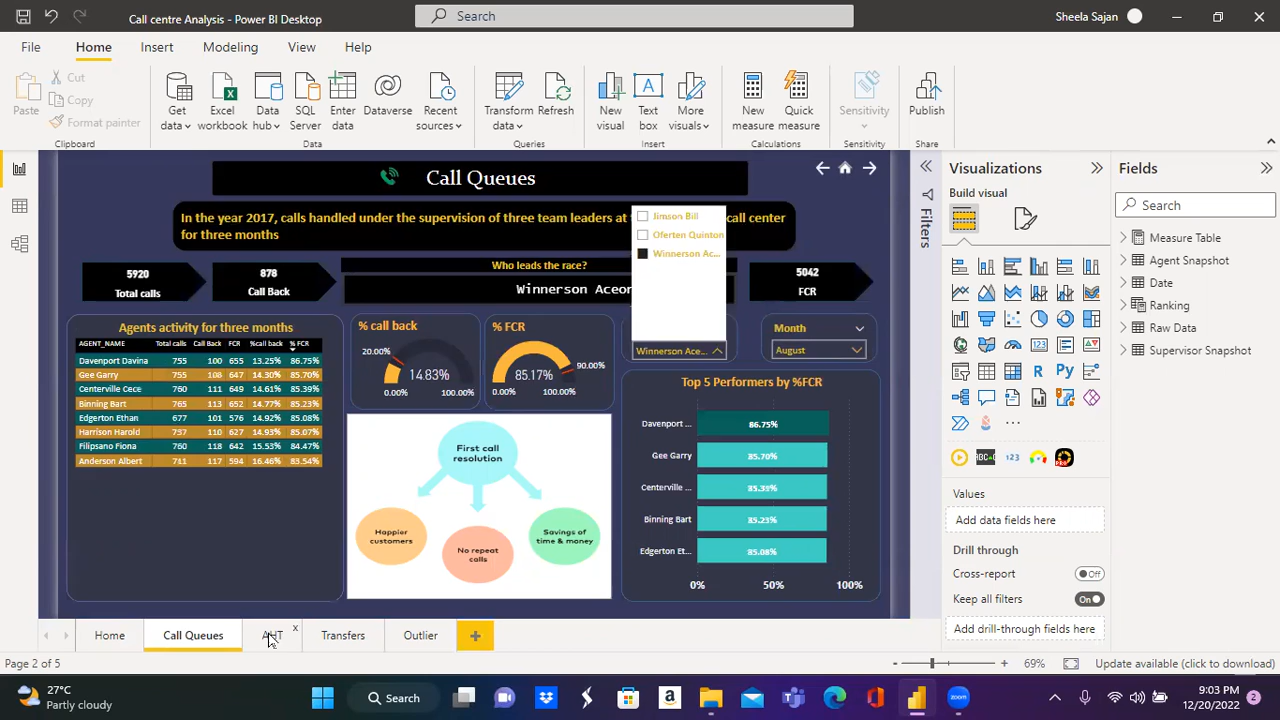 Call centre Analysis - Power BI Desktop
Search
Sheela Sajan
File
Home
Insert
Modeling
View
Help
Paste
Cut
Copy
Format painter
Get data
Excel workbook
Data hub
SQL Server
Enter data
Dataverse
Recent sources
Transform data
Refresh
New visual
Text box
More visuals
New measure
Quick measure
Sensitivity
Publish
Clipboard
Data
Queries
Insert
Calculations
Sensitivity
Share
Call Queues
In the year 2017, calls handled under the supervision of three team leaders at call center
for three months
Jimson Bill
Oferten Quinton
Winnerson Ac...
Winnerson Ace...
5920
Total calls
878
Call Back
Who leads the race?
Winnerson Aceon
5042
FCR
Agents activity for three months
AGENT_NAME Total calls Call Back FCR %call back % FCR
Davenport Davina 755 100 655 13.25% 86.75%
Gee Garry 755 108 647 14.30% 85.70%
Centerville Cece 760 111 649 14.61% 85.39%
Binning Bart 765 113 652 14.77% 85.23%
Edgerton Ethan 677 101 576 14.92% 85.08%
Harrison Harold 737 110 627 14.93% 85.07%
Filipsano Fiona 760 118 642 15.53% 84.47%
Anderson Albert 711 117 594 16.46% 83.54%
% call back
20.00%
14.83%
0.00% 100.00%
% FCR
90.00%
85.17%
0.00% 100.00%
Month
August
First call
resolution
Happier
customers
No repeat
calls
Savings of
time & money
Top 5 Performers by %FCR
Davenport ... 86.75%
Gee Garry 85.70%
Centerville ... 85.39%
Binning Bart 85.23%
Edgerton Et... 85.08%
0% 50% 100%
Filters
Visualizations
Build visual
R
Py
ABC
123
PRO
Values
Add data fields here
Drill through
Cross-report
Off
Keep all filters
On
Add drill-through fields here
Fields
Search
Measure Table
Agent Snapshot
Date
Ranking
Raw Data
Supervisor Snapshot
Home
Call Queues
AHT
x
Transfers
Outlier
+
Page 2 of 5
- + 69%
Update available (click to download)
27°C
Partly cloudy
Search
9:03 PM
12/20/2022
2